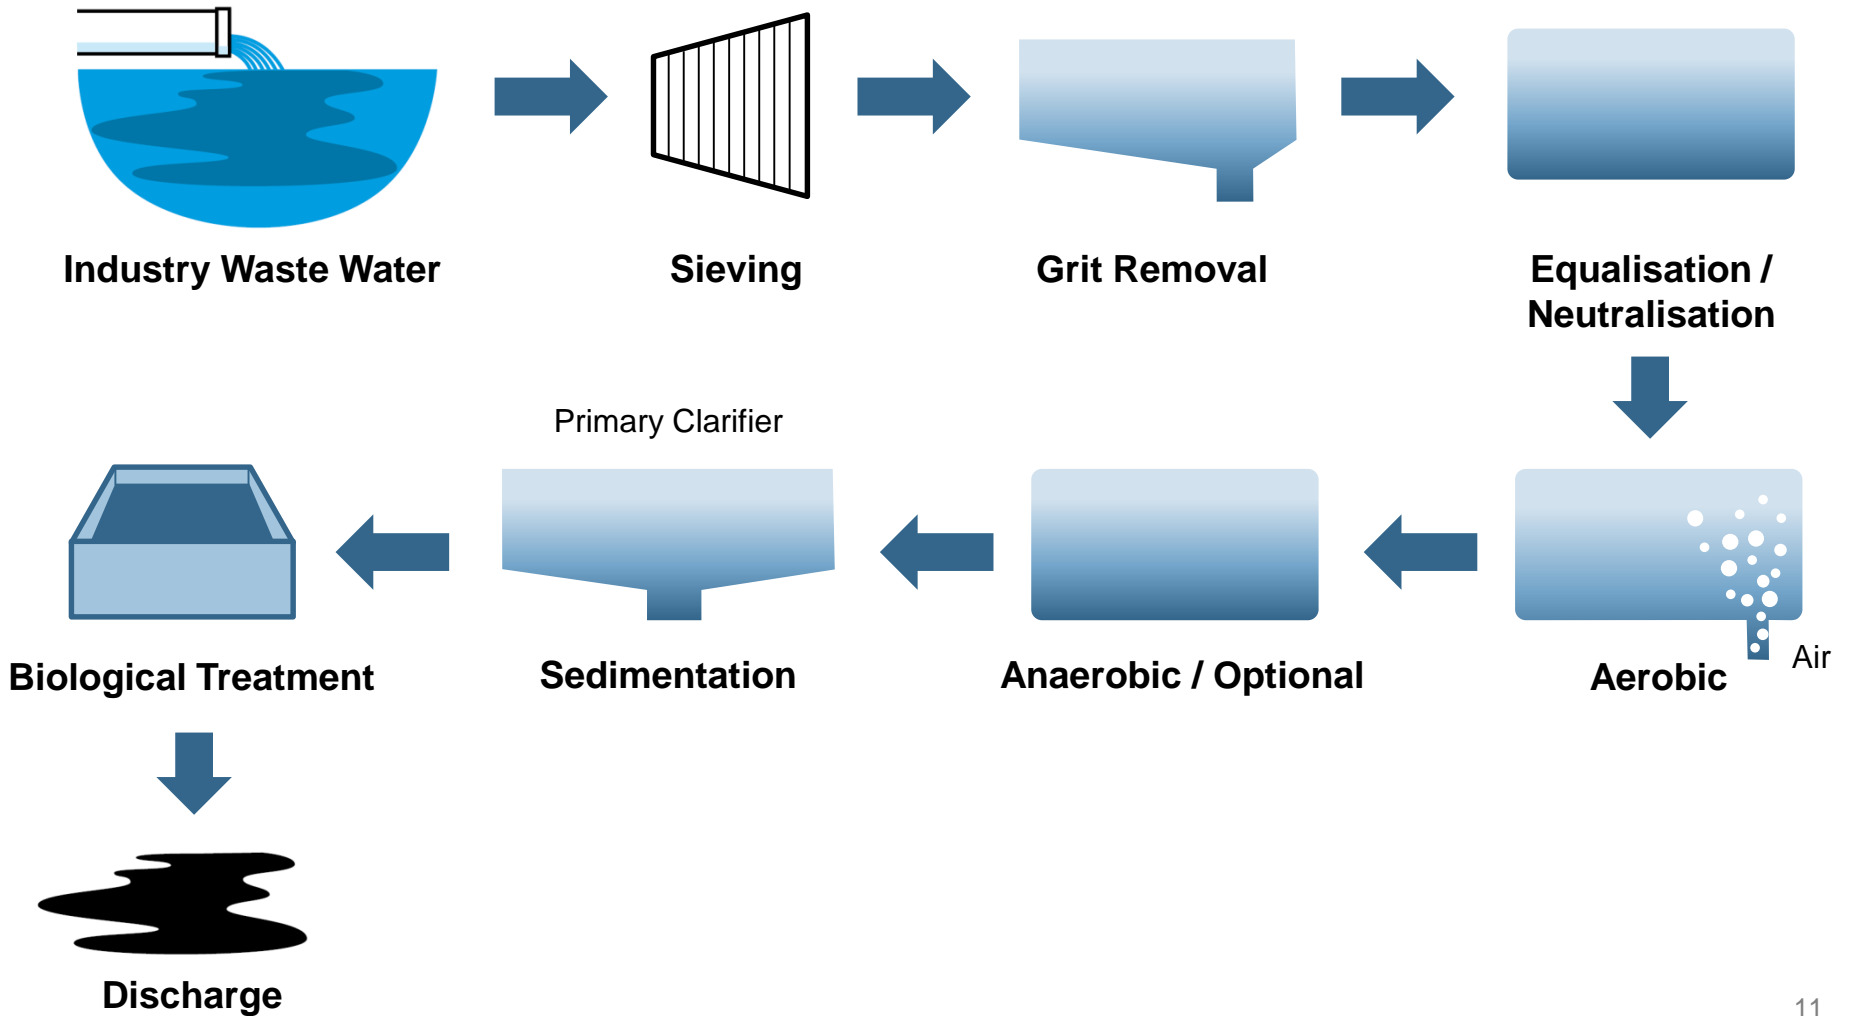 Industry Waste Water
Sieving
Grit Removal
Equalisation /
Neutralisation
Primary Clarifier
Biological Treatment
Sedimentation
Anaerobic / Optional
Aerobic
Air
Discharge
11